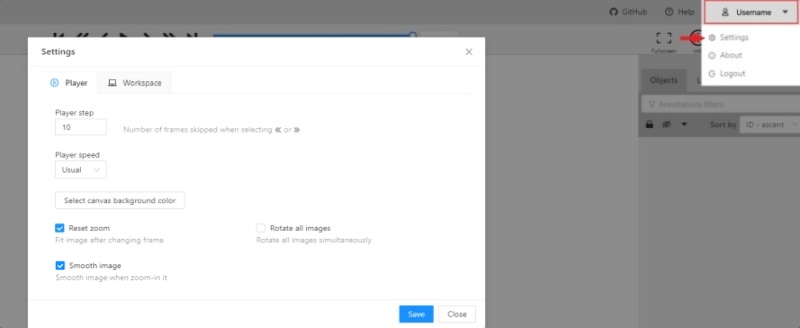 GitHub
Help
Username
Settings
About
Logout
Fullscreen
Objects
Annotations filters
Sort by
ID - ascent
Settings
Player
Workspace
Player step
10
Number of frames skipped when selecting « or »
Player speed
Usual
Select canvas background color
Reset zoom
Fit image after changing frame
Rotate all images
Rotate all images simultaneously
Smooth image
Smooth image when zoom-in it
Save
Close